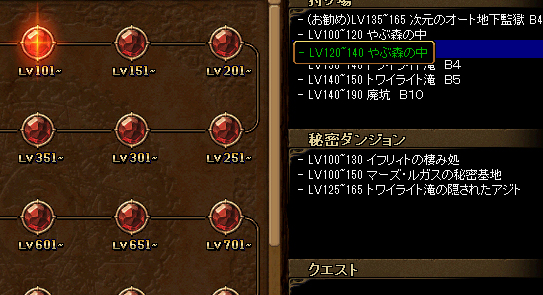 LV101~ LV151~ LV201~
LV351~ LV301~ LV251~
LV601~ LV651~ LV701~
- (お勧め)LV135~165 次元のオート地下監獄 B4
- LV100~120 やぶ森の中
- LV120~140 やぶ森の中
- LV140~150 トワイライト滝 B5
- LV140~190 廃坑 B10
秘密ダンジョン
- LV100~130 イフリィトの棲み処
- LV100~150 マーズ・ルガスの秘密基地
- LV125~165 トワイライト滝の隠されたアジト
クエスト